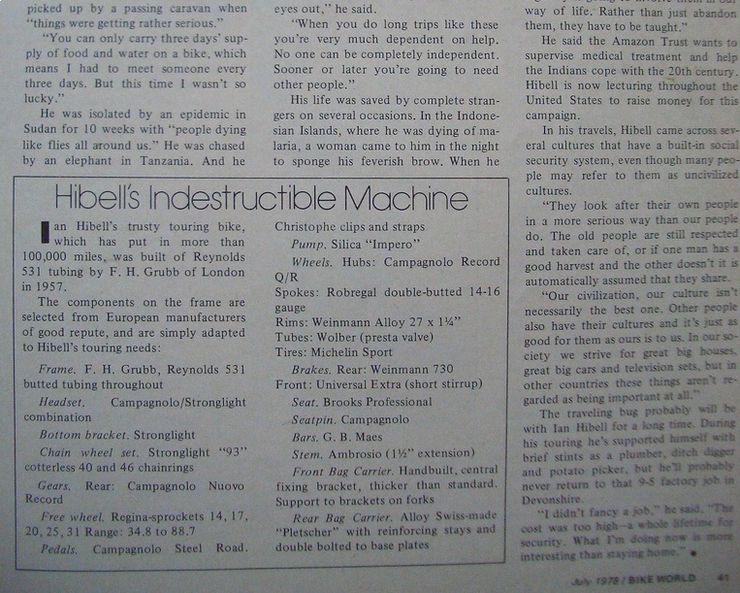 picked up by a passing caravan when
"things were getting rather serious."
"You can only carry three days' sup-
ply of food and water on a bike, which
means I had to meet someone every
three days. But this time I wasn't so
lucky."
He was isolated by an epidemic in
Sudan for 10 weeks with "people dying
like flies all around us." He was chased
by an elephant in Tanzania. And he
eyes out," he said.
"When you do long trips like these
you're very much dependent on help.
No one can be completely independent.
Sooner or later you're going to need
other people."
His life was saved by complete stran-
gers on several occasions. In the Indone-
sian Islands, where he was dying of ma-
laria, a woman came to him in the night
to sponge his feverish brow. When he
way of life. Rather than just abandon
them, they have to be taught."
He said the Amazon Trust wants to
supervise medical treatment and help
the Indians cope with the 20th century.
Hibell is now lecturing throughout the
United States to raise money for this
campaign.
In his travels, Hibell came across sev-
eral cultures that have a built-in social
security system, even though many peo-
ple may refer to them as uncivilized
cultures.
"They look after their own people
in a more serious way than our people
do. The old people are still respected
and taken care of, or if one man has a
good harvest and the other doesn't it is
automatically assumed that they share.
"Our civilization, our culture isn't
necessarily the best one. Other people
also have their cultures and it's just as
good for them as ours is to us. In our so-
ciety we strive for great big houses,
great big cars and television sets, but in
other countries these things aren't re-
garded as being important at all."
The traveling bug probably will be
with Ian Hibell for a long time. During
his touring he's supported himself with
brief stints as a plumber, ditch digger
and potato picker, but he'll probably
never return to that 9-5 factory job in
Devonshire.
"I didn't fancy a job," he said. "The
cost was too high—a whole lifetime for
security. What I'm doing now is more
interesting than staying home." •
Hibell's Indestructible Machine
Ian Hibell's trusty touring bike,
which has put in more than
100,000 miles, was built of Reynolds
531 tubing by F. H. Grubb of London
in 1957.
The components on the frame are
selected from European manufacturers
of good repute, and are simply adapted
to Hibell's touring needs:
Frame. F. H. Grubb, Reynolds 531
butted tubing throughout
Headset. Campagnolo/Stronglight
combination
Bottom bracket. Stronglight
Chain wheel set. Stronglight "93"
cotterless 40 and 46 chainrings
Gears. Rear: Campagnolo Nuovo
Record
Free wheel. Regina-sprockets 14, 17,
20, 25, 31 Range: 34.8 to 88.7
Pedals. Campagnolo Steel Road.
Christophe clips and straps
Pump. Silica "Impero"
Wheels. Hubs: Campagnolo Record
Q/R
Spokes: Robregal double-butted 14-16
gauge
Rims: Weinmann Alloy 27 x 1¼"
Tubes: Wolber (presta valve)
Tires: Michelin Sport
Brakes. Rear: Weinmann 730
Front: Universal Extra (short stirrup)
Seat. Brooks Professional
Seatpin. Campagnolo
Bars. G. B. Maes
Stem. Ambrosio (1½" extension)
Front Bag Carrier. Handbuilt, central
fixing bracket, thicker than standard.
Support to brackets on forks
Rear Bag Carrier. Alloy Swiss-made
"Pletscher" with reinforcing stays and
double bolted to base plates
July 1978 / BIKE WORLD 41